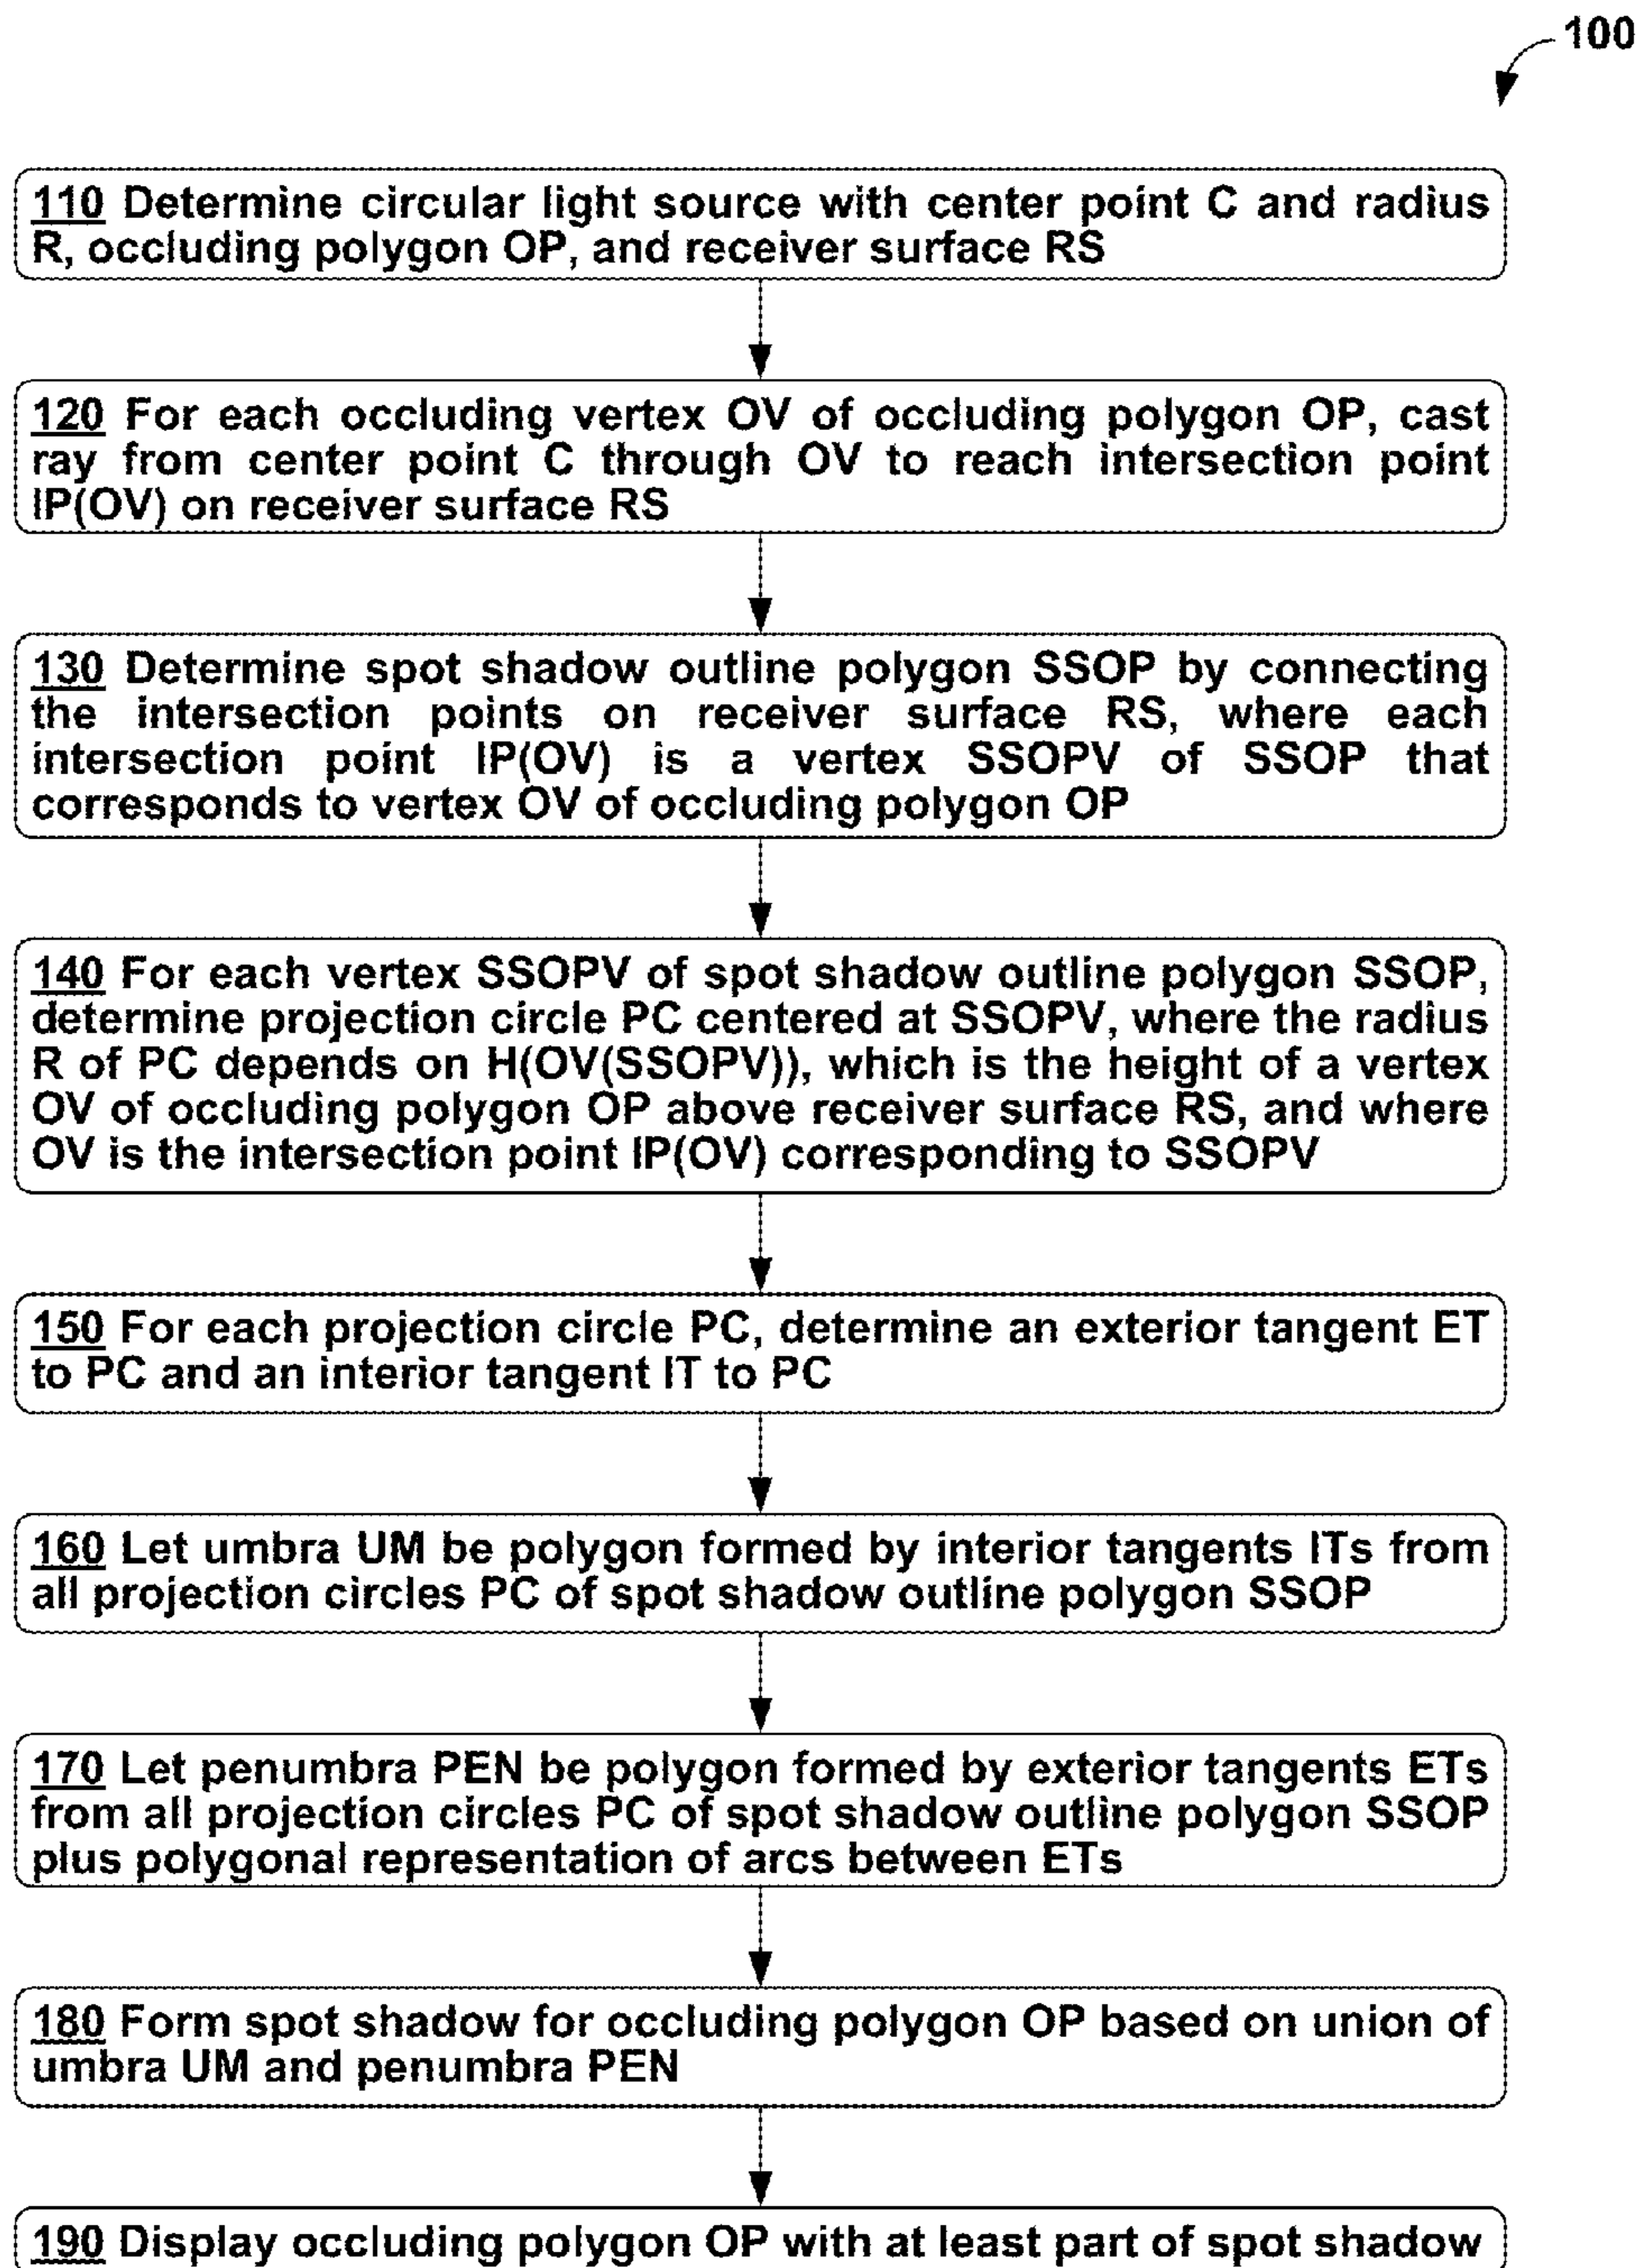 100
110 Determine circular light source with center point C and radius
R, occluding polygon OP, and receiver surface RS
120 For each occluding vertex OV of occluding polygon OP, cast
ray from center point C through OV to reach intersection point
IP(OV) on receiver surface RS
130 Determine spot shadow outline polygon SSOP by connecting
the intersection points on receiver surface RS, where each
intersection point IP(OV) is a vertex SSOPV of SSOP that
corresponds to vertex OV of occluding polygon OP
140 For each vertex SSOPV of spot shadow outline polygon SSOP,
determine projection circle PC centered at SSOPV, where the radius
R of PC depends on H(OV(SSOPV)), which is the height of a vertex
OV of occluding polygon OP above receiver surface RS, and where
OV is the intersection point IP(OV) corresponding to SSOPV
150 For each projection circle PC, determine an exterior tangent ET
to PC and an interior tangent IT to PC
160 Let umbra UM be polygon formed by interior tangents ITs from
all projection circles PC of spot shadow outline polygon SSOP
170 Let penumbra PEN be polygon formed by exterior tangents ETs
from all projection circles PC of spot shadow outline polygon SSOP
plus polygonal representation of arcs between ETs
180 Form spot shadow for occluding polygon OP based on union of
umbra UM and penumbra PEN
190 Display occluding polygon OP with at least part of spot shadow